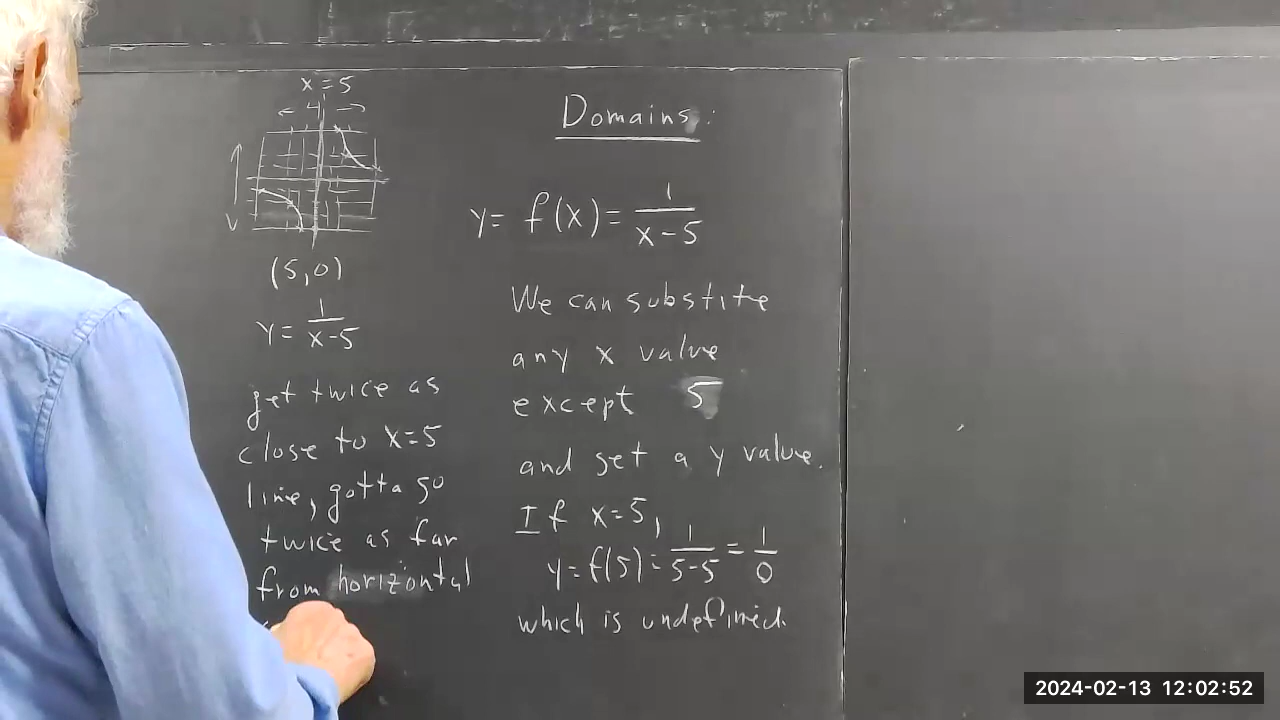 x=5
← 4 →
(5,0)
y= 1/x-5
get twice as
close to x=5
line, gotta go
twice as far
from horizontal
Domains:
y= f(x)= 1/x-5
We can substite
any x value
except 5
and get a y value.
If x=5,
y=f(5)= 1/5-5 = 1/0
which is undefined.
2024-02-13 12:02:52